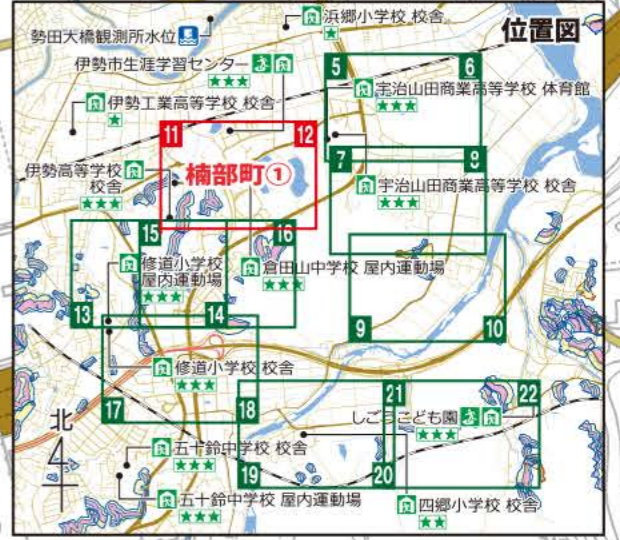 位置図
浜郷小学校 校舎
★
勢田大橋観測所水位
伊勢市生涯学習センター
★★★
5
6
宇治山田商業高等学校 体育館
★★★
伊勢工業高等学校 校舎
★
11
12
楠部町①
7
8
伊勢高等学校
校舎
★★★
宇治山田商業高等学校 校舎
★★★
15
16
修道小学校
屋内運動場
★★★
倉田山中学校 屋内運動場
★★★
13
14
9
10
修道小学校 校舎
★★★
17
18
21
22
しごうこども園
★★★
北
五十鈴中学校 校舎
★★★
19
20
五十鈴中学校 屋内運動場
★★★
四郷小学校 校舎
★★